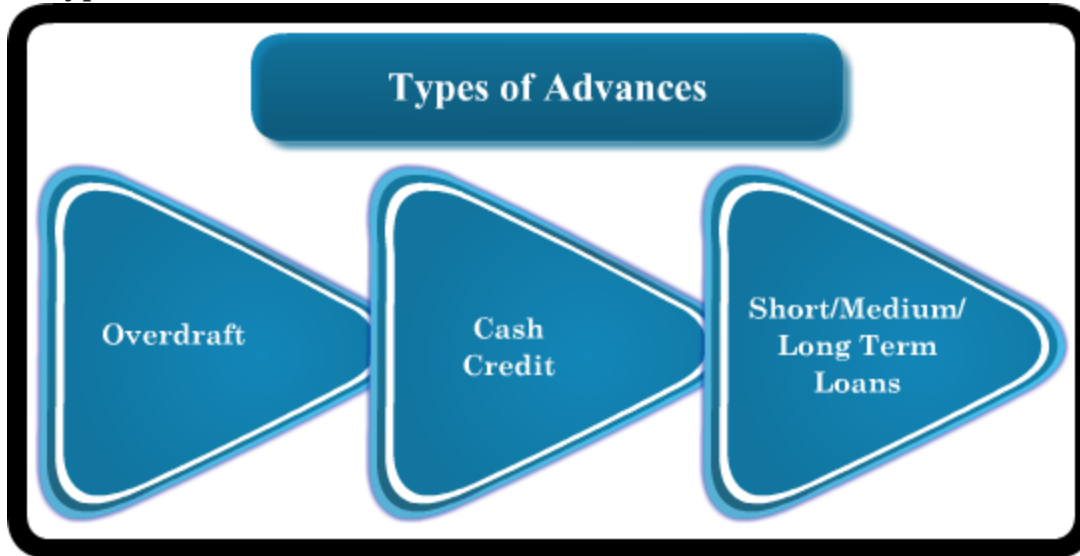 Types of Advances
Overdraft
Cash
Credit
Short/Medium/
Long Term
Loans